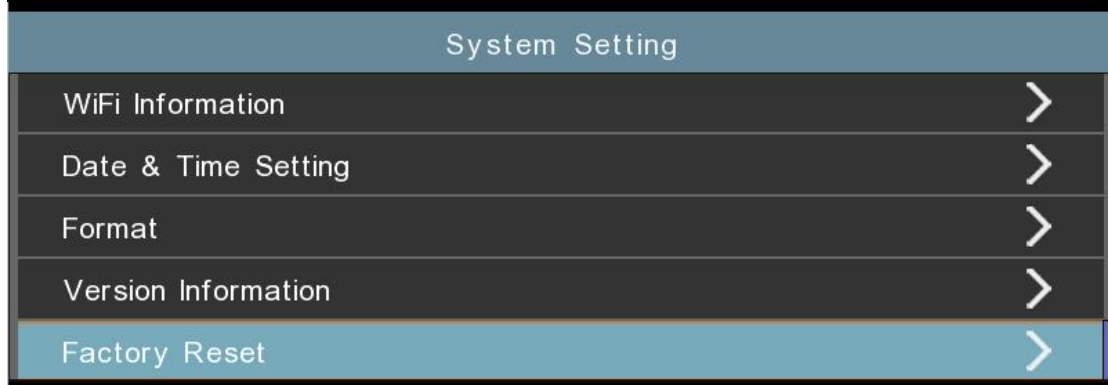 System Setting
WiFi Information
Date & Time Setting
Format
Version Information
Factory Reset